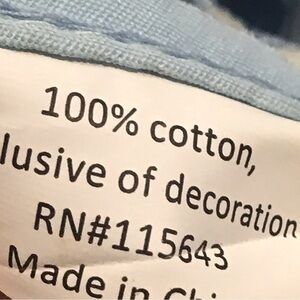 100% cotton,
lusive of decoration
RN#115643
Made in Chi